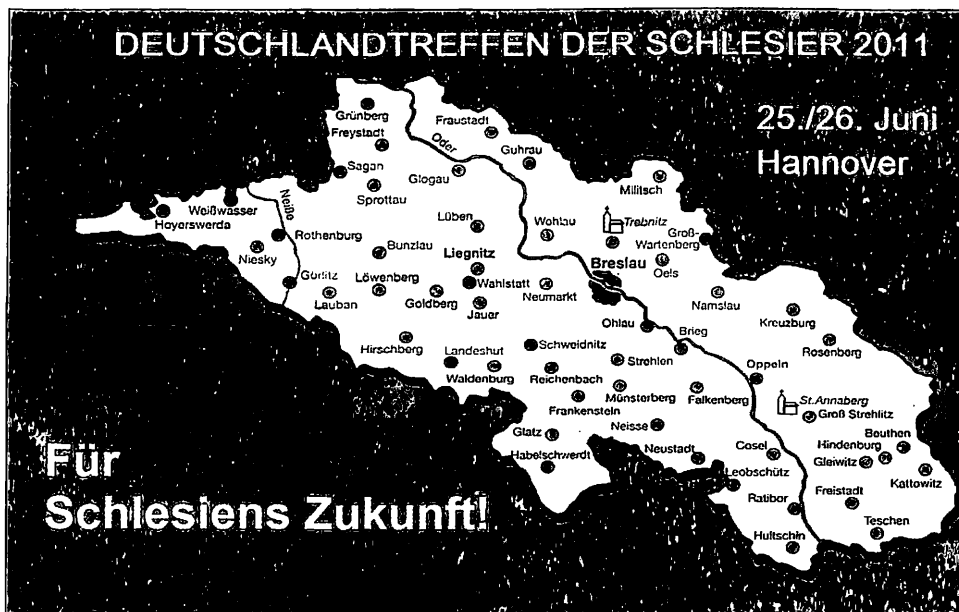 DEUTSCHLANDTREFFEN DER SCHLESIER 2011
25./26. Juni
Hannover
Grünberg
Freystadt
Fraustadt
Oder
Guhrau
Sagan
Glogau
Sprottau
Militsch
Weißwasser
Hoyerswerda
Neiße
Rothenburg
Niesky
Görlitz
Lauban
Bunzlau
Löwenberg
Lüben
Liegnitz
Wahlstatt
Goldberg
Jauer
Wohlau
Neumarkt
Trebnitz
Breslau
Groß-
Wartenberg
Oels
Namslau
Kreuzburg
Rosenberg
Ohlau
Brieg
Hirschberg
Landeshut
Waldenburg
Schweidnitz
Reichenbach
Strehlen
Münsterberg
Frankenstein
Falkenberg
Oppeln
St.Annaberg
Groß Strehlitz
Glatz
Habelschwerdt
Neisse
Neustadt
Cosel
Leobschütz
Ratibor
Hultschin
Beuthen
Hindenburg
Gleiwitz
Kattowitz
Freistadt
Teschen
Für
Schlesiens Zukunft!